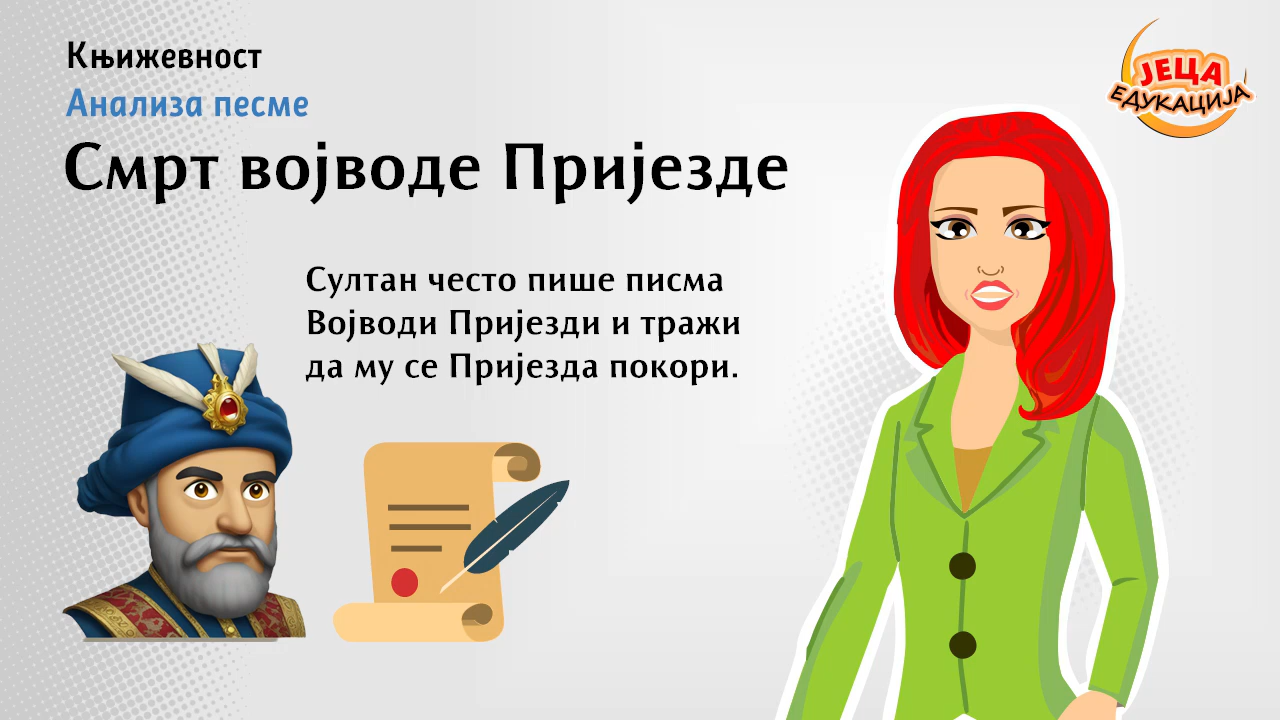 Књижевност
Анализа песме
Смрт војводе Пријезде
Султан често пише писма
Војводи Пријезди и тражи
да му се Пријезда покори.
ЈЕЦА
ЕДУКАЦИЈА